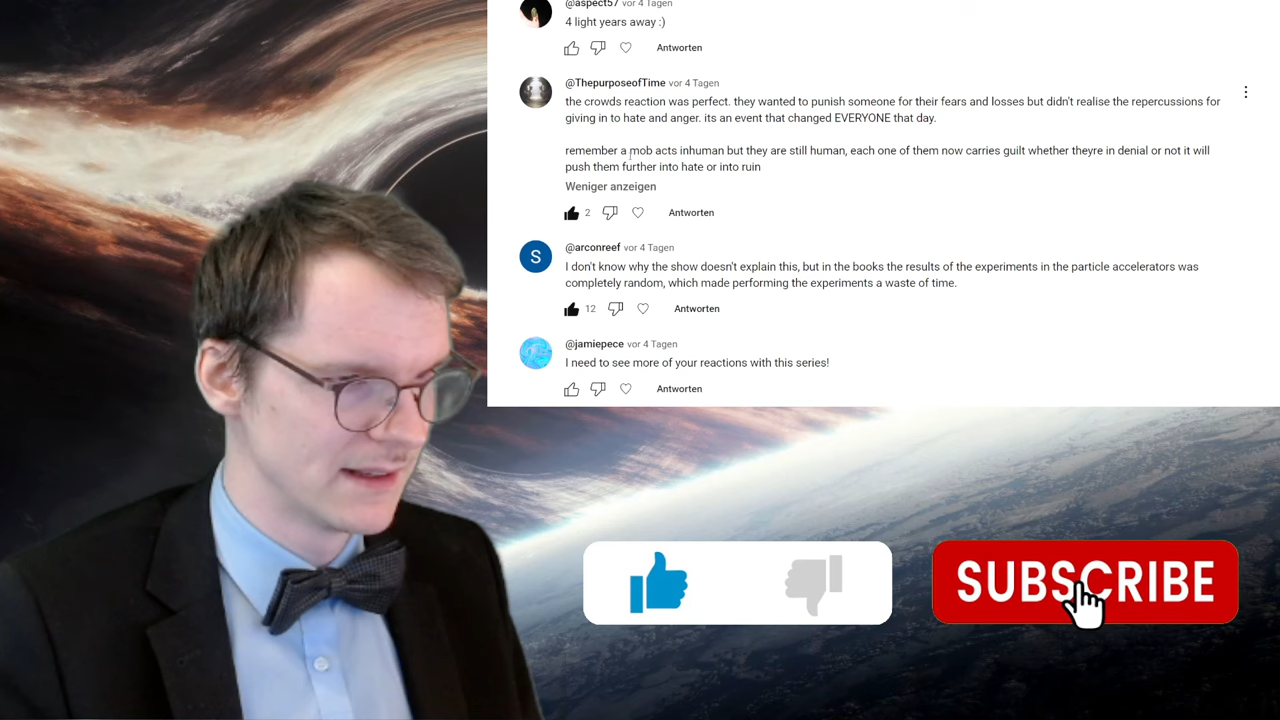 @aspect57 vor 4 Tagen
4 light years away :)
Antworten
@ThepurposeofTime vor 4 Tagen
the crowds reaction was perfect. they wanted to punish someone for their fears and losses but didn't realise the repercussions for
giving in to hate and anger. its an event that changed EVERYONE that day.
remember a mob acts inhuman but they are still human, each one of them now carries guilt whether theyre in denial or not it will
push them further into hate or into ruin
Weniger anzeigen
2 Antworten
@arconreef vor 4 Tagen
S
I don't know why the show doesn't explain this, but in the books the results of the experiments in the particle accelerators was
completely random, which made performing the experiments a waste of time.
12 Antworten
@jamiepece vor 4 Tagen
I need to see more of your reactions with this series!
Antworten
SUBSCRIBE